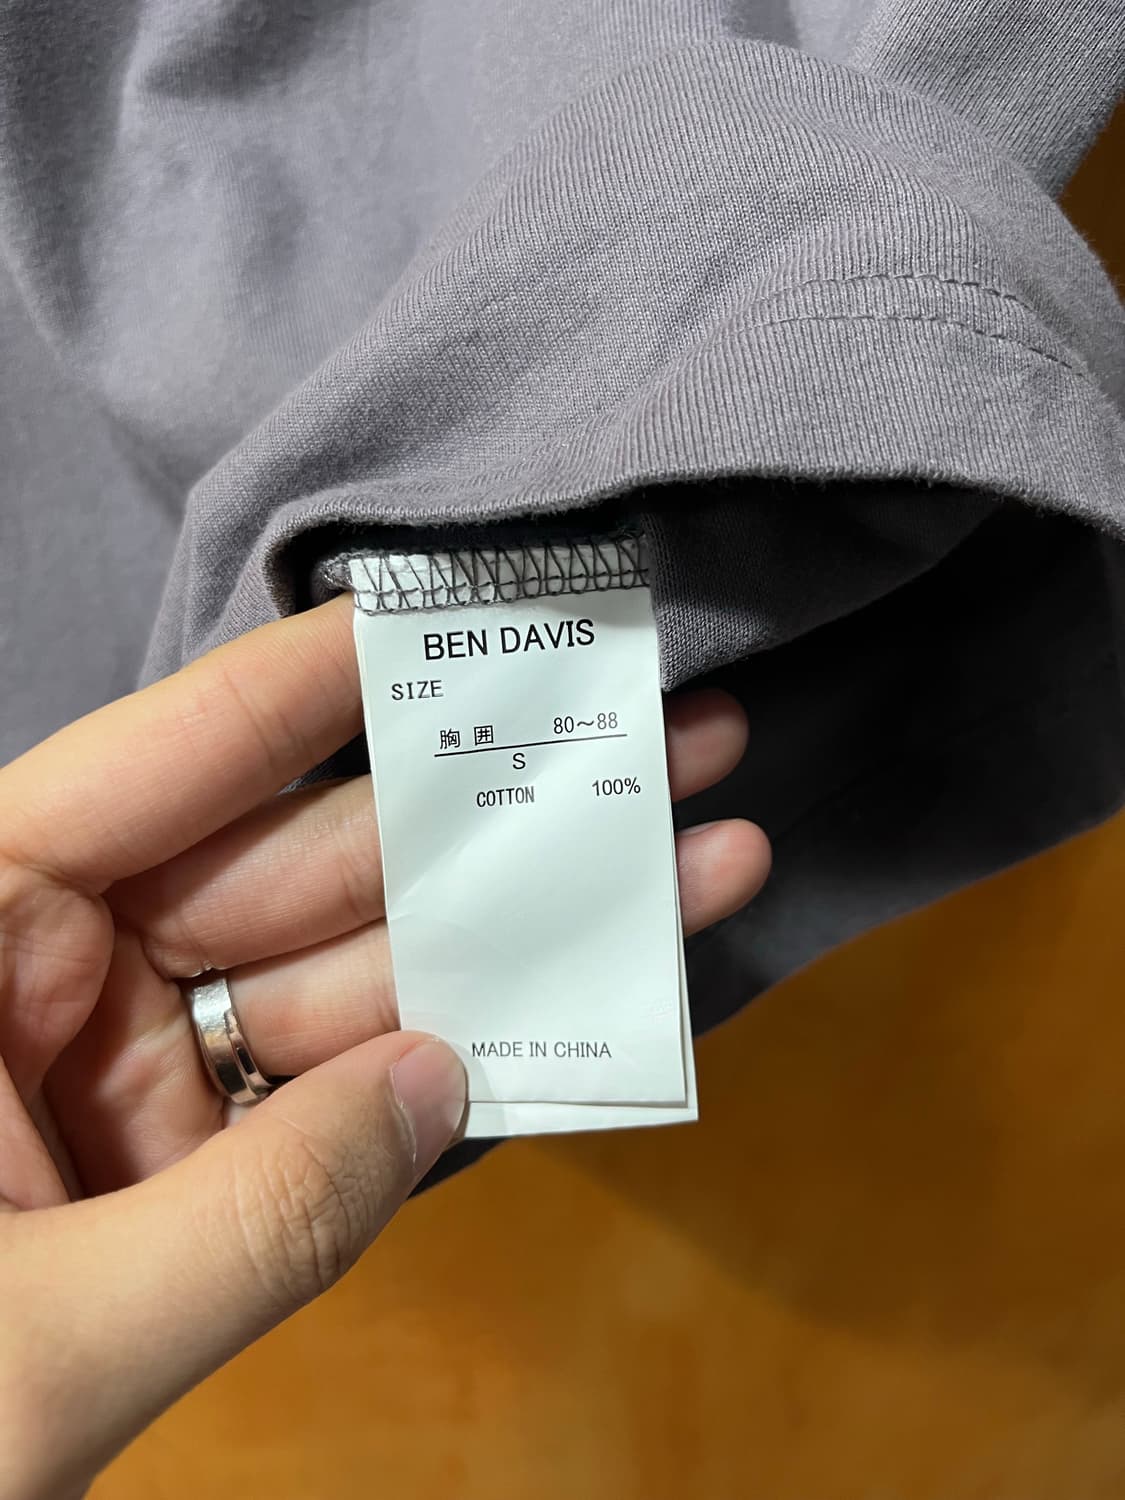 BEN DAVIS
SIZE
胸 囲 80～88
S
COTTON 100%
MADE IN CHINA